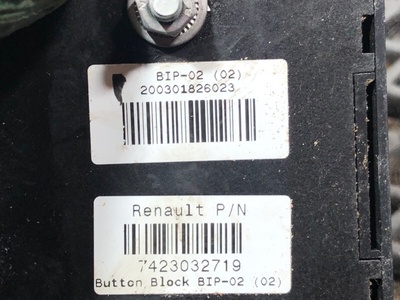 BIP-02 (02)
200301826023
Renault P/N
7423032719
Button Block BIP-02 (02)